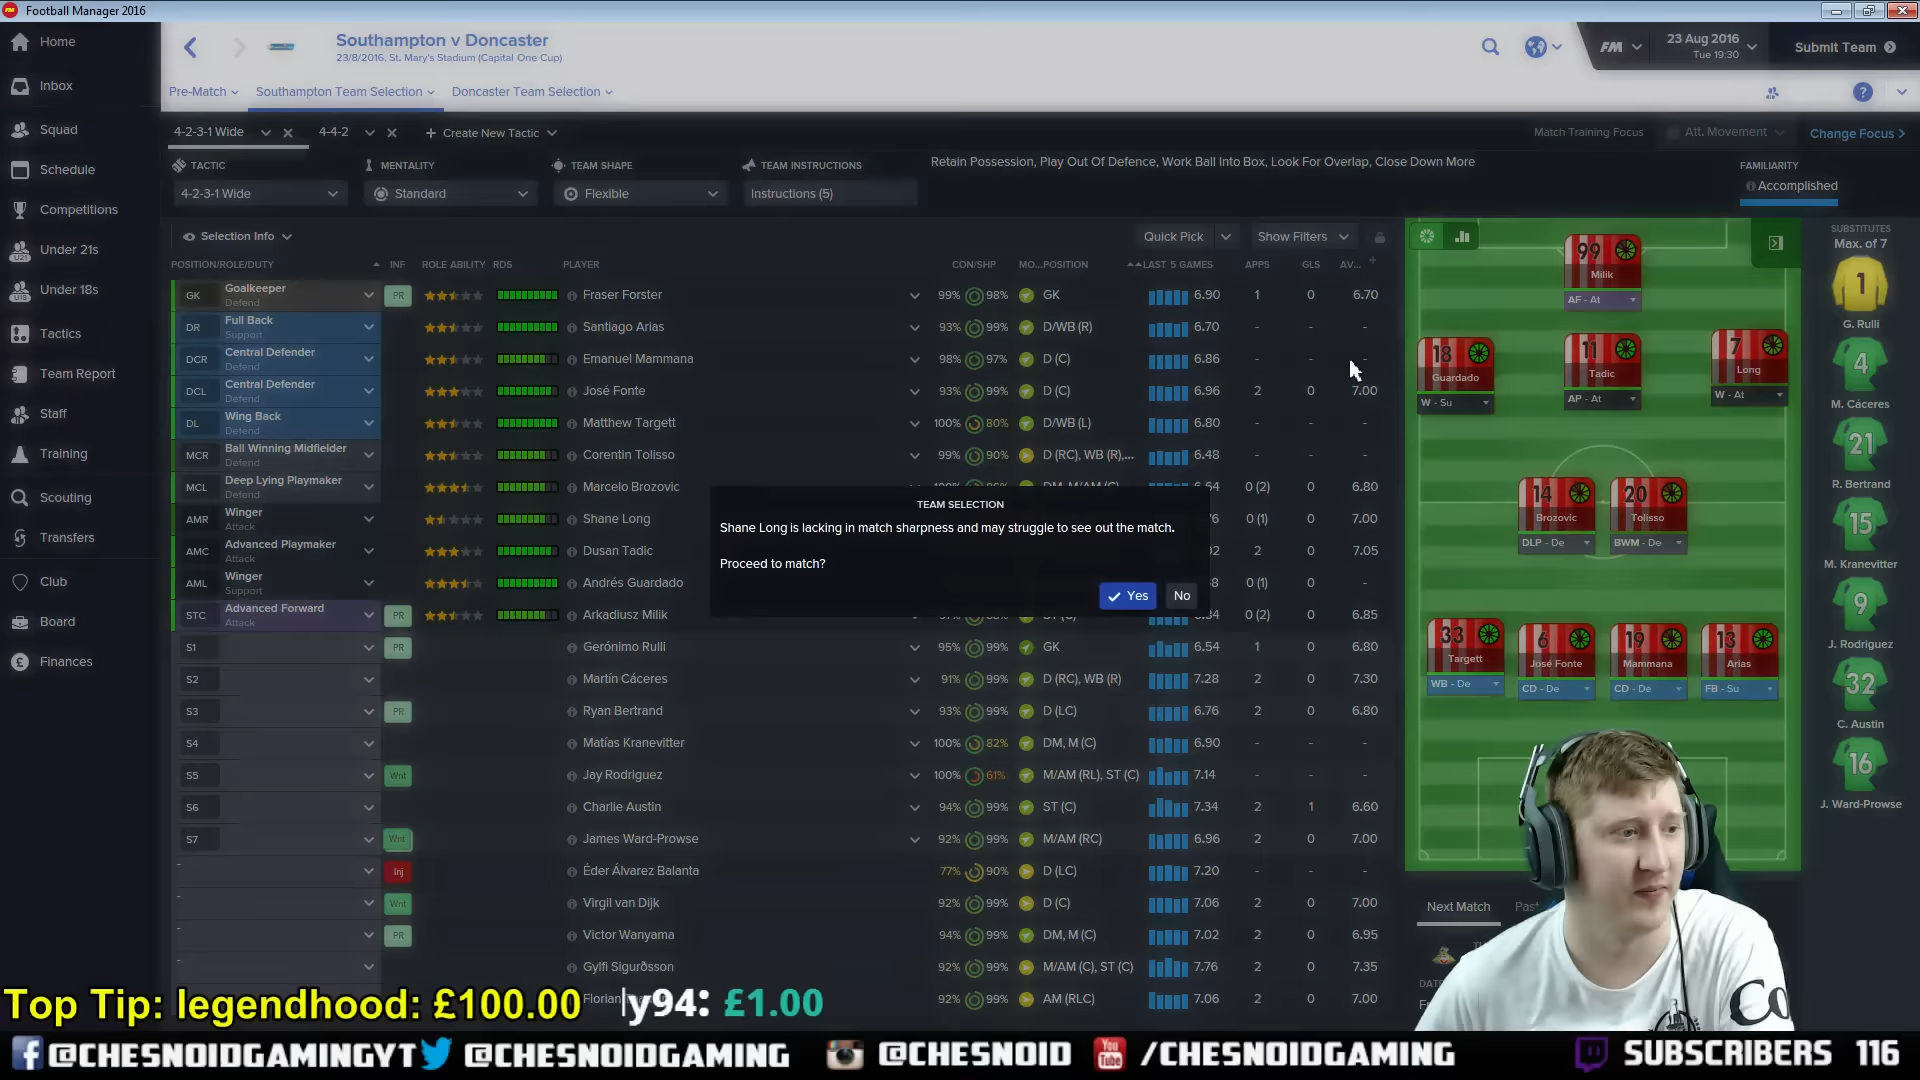 Football Manager 2016
Home
Inbox
Squad
Schedule
Competitions
Under 21s
Under 18s
Tactics
Team Report
Staff
Training
Scouting
Transfers
Club
Board
Finances
Southampton v Doncaster
23/8/2016, St. Mary's Stadium (Capital One Cup)
FM
23 Aug 2016
Tue 19:30
Submit Team
Pre-Match
Southampton Team Selection
Doncaster Team Selection
4-2-3-1 Wide
4-4-2
Create New Tactic
Match Training Focus
Att. Movement
Change Focus
TACTIC
MENTALITY
TEAM SHAPE
TEAM INSTRUCTIONS
Retain Possession, Play Out Of Defence, Work Ball Into Box, Look For Overlap, Close Down More
FAMILIARITY
Accomplished
4-2-3-1 Wide
Standard
Flexible
Instructions (5)
Selection Info
Quick Pick
Show Filters
POSITION/ROLE/DUTY INF ROLE ABILITY RDS PLAYER CON/SHP MO... POSITION LAST 5 GAMES APPS GLS AV...
GK Goalkeeper Defend PR Fraser Forster 99% 98% GK 6.90 1 0 6.70
DR Full Back Support Santiago Arias 93% 99% D/WB (R) 6.70 - - -
DCR Central Defender Defend Emanuel Mammana 98% 97% D (C) 6.86 - - -
DCL Central Defender Defend José Fonte 93% 99% D (C) 6.96 2 0 7.00
DL Wing Back Defend Matthew Targett 100% 80% D/WB (L) 6.80 - - -
MCR Ball Winning Midfielder Defend Corentin Tolisso 99% 90% D (RC), WB (R),... 6.48 - - -
MCL Deep Lying Playmaker Defend Marcelo Brozovic 0 (2) 0 6.80
AMR Winger Attack Shane Long 0 (1) 0 7.00
AMC Advanced Playmaker Attack Dusan Tadic 2 0 7.05
AML Winger Support Andrés Guardado 0 (1) 0 -
STC Advanced Forward Attack PR Arkadiusz Milik 0 (2) 0 6.85
TEAM SELECTION
Shane Long is lacking in match sharpness and may struggle to see out the match.
Proceed to match?
Yes
No
S1 PR Gerónimo Rulli 95% 99% GK 6.54 1 0 6.80
S2 Martín Cáceres 91% 99% D (RC), WB (R) 7.28 2 0 7.30
S3 PR Ryan Bertrand 93% 99% D (LC) 6.76 2 0 6.80
S4 Matías Kranevitter 100% 82% DM, M (C) 6.90 - - -
S5 Wnt Jay Rodriguez 100% 61% M/AM (RL), ST (C) 7.14 - - -
S6 Charlie Austin 94% 99% ST (C) 7.34 2 1 6.60
S7 Wnt James Ward-Prowse 92% 99% M/AM (RC) 6.96 2 0 7.00
- Inj Éder Álvarez Balanta 77% 90% D (LC) 7.20 - - -
- Wnt Virgil van Dijk 92% 99% D (C) 7.06 2 0 7.00
- PR Victor Wanyama 94% 99% DM, M (C) 7.02 2 0 6.95
- Gylfi Sigurðsson 92% 99% M/AM (C), ST (C) 7.76 2 0 7.35
Florian 92% 99% AM (RLC) 7.06 2 0 7.00
99
Milik
AF - At
18
Guardado
W - Su
11
Tadic
AP - At
7
Long
W - At
14
Brozovic
DLP - De
20
Tolisso
BWM - De
33
Targett
WB - De
6
José Fonte
CD - De
19
Mammana
CD - De
13
Arias
FB - Su
SUBSTITUTES
Max. of 7
1
G. Rulli
4
M. Cáceres
21
R. Bertrand
15
M. Kranevitter
9
J. Rodriguez
32
C. Austin
16
J. Ward-Prowse
Next Match
Top Tip: legendhood: £100.00
y94: £1.00
@CHESNOIDGAMINGYT
@CHESNOIDGAMING
@CHESNOID
You Tube
/CHESNOIDGAMING
SUBSCRIBERS 116